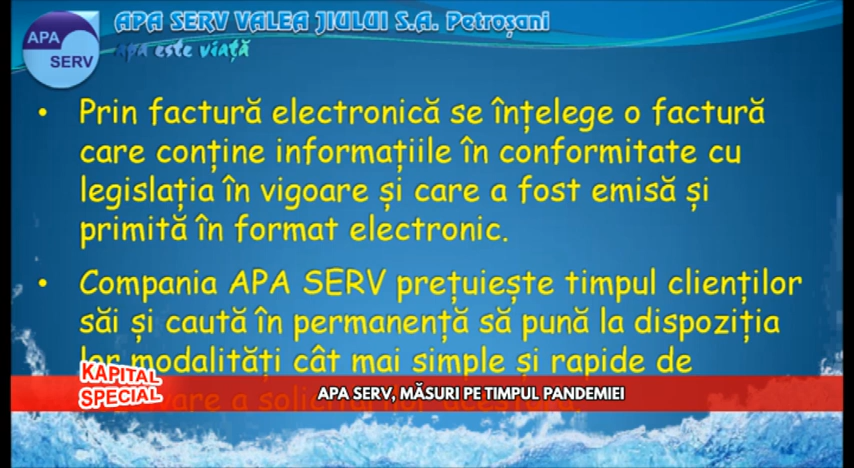 APA
SERV
APA SERV VALEA JIULUI S.A. Petroșani
apa este viață
• Prin factură electronică se înțelege o factură
care conține informațiile în conformitate cu
legislația în vigoare și care a fost emisă și
primită în format electronic.
• Compania APA SERV prețuiește timpul clienților
săi și caută în permanență să pună la dispoziția
lor modalități cât mai simple și rapide de
a
KAPITAL
SPECIAL
APA SERV, MĂSURI PE TIMPUL PANDEMIEI